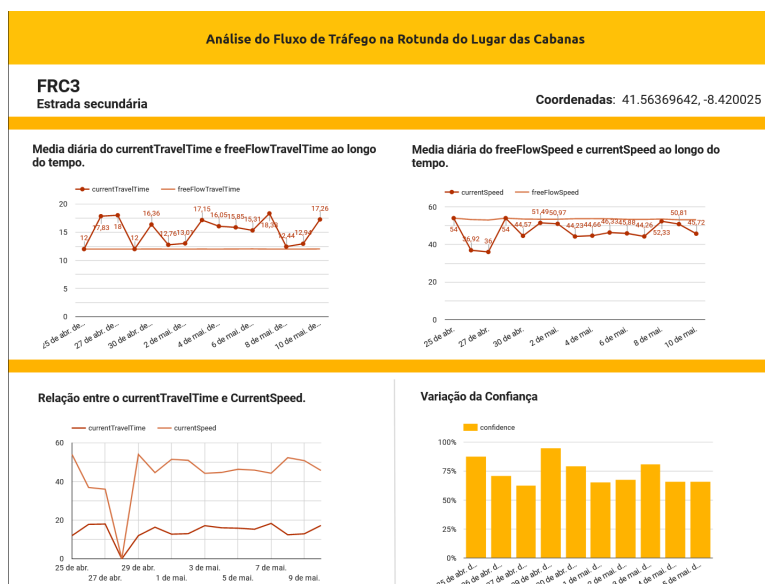 Análise do Fluxo de Tráfego na Rotunda do Lugar das Cabanas
FRC3
Estrada secundária
Coordenadas: 41.56369642, -8.420025
Media diária do currentTravelTime e freeFlowTravelTime ao longo
do tempo.
currentTravelTime freeFlowTravelTime
20
15
10
5
0
12 17,83 18 12 16,36 12,76 13,01 17,15 16,05 15,85 15,31 18,33 12,44 12,94 17,26
25 de abr. de... 27 de abr. de... 30 de abr. de... 2 de mai. de... 4 de mai. de... 6 de mai. de... 8 de mai. de... 10 de mai. de...
Media diária do freeFlowSpeed e currentSpeed ao longo do
tempo.
currentSpeed freeFlowSpeed
60
40
20
0
54 36,92 36 54 44,57 51,49 50,97 44,23 44,66 46,33 45,88 44,26 52,33 50,81 45,72
25 de abr. 27 de abr. 30 de abr. 2 de mai. 4 de mai. 6 de mai. 8 de mai. 10 de mai.
Relação entre o currentTravelTime e CurrentSpeed.
currentTravelTime currentSpeed
60
40
20
0
25 de abr. 29 de abr. 3 de mai. 7 de mai.
27 de abr. 1 de mai. 5 de mai. 9 de mai.
Variação da Confiança
confidence
100%
75%
50%
25%
0%